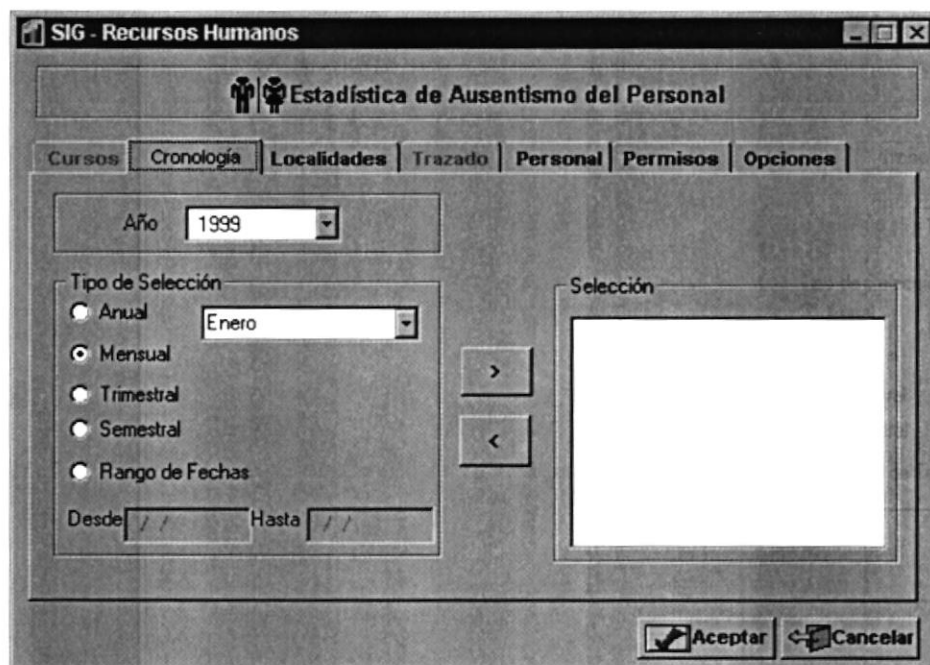 SIG - Recursos Humanos
Estadística de Ausentismo del Personal
Cursos Cronología Localidades Trazado Personal Permisos Opciones
Año 1999
Tipo de Selección
Selección
Anual
Enero
Mensual
>
Trimestral
Semestral
<
Rango de Fechas
Desde / / Hasta / /
Aceptar Cancelar